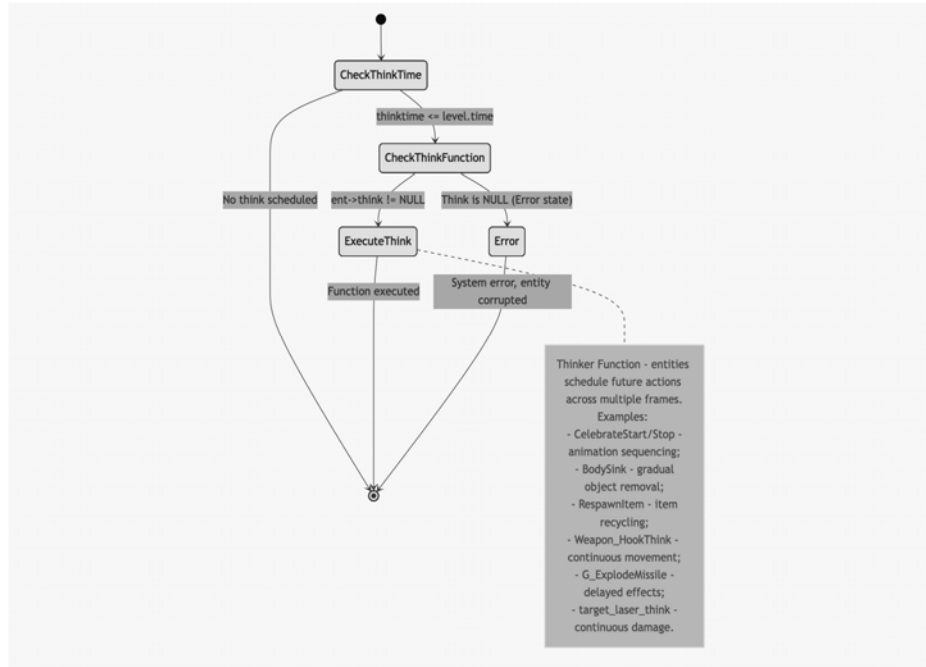 CheckThinkTime
thinktime <= level.time
CheckThinkFunction
No think scheduled
ent->think != NULL
Think is NULL (Error state)
ExecuteThink
Error
Function executed
System error, entity
corrupted
Thinker Function - entities
schedule future actions
across multiple frames.
Examples:
- CelebrateStart/Stop -
animation sequencing;
- BodySink - gradual
object removal;
- RespawnItem - item
recycling;
- Weapon_HookThink -
continuous movement;
- G_ExplodeMissile -
delayed effects;
- target_laser_think -
continuous damage.